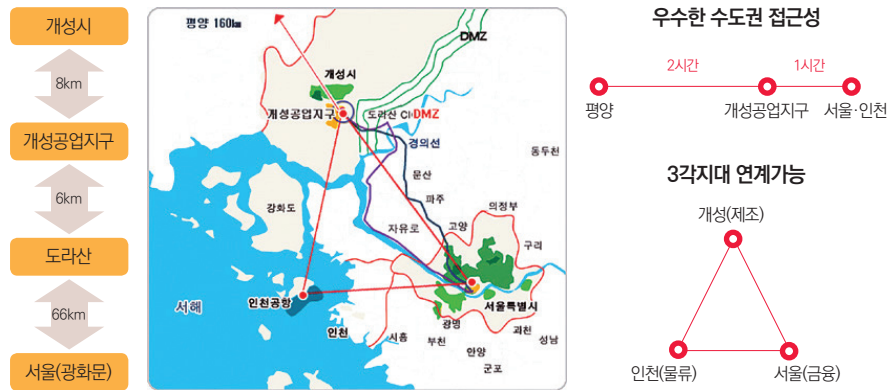 개성시
8km
개성공업지구
6km
도라산
66km
서울(광화문)
평양 160km
DMZ
개성시
개성공업지구
도라산 CI
DMZ
경의선
동두천
문산
강화도
파주
의정부
자유로
고양
구리
서해
인천공항
서울특별시
인천
시흥
광명
과천
부천
성남
안양
군포
우수한 수도권 접근성
2시간
1시간
평양
개성공업지구
서울·인천
3각지대 연계가능
개성(제조)
인천(물류)
서울(금융)